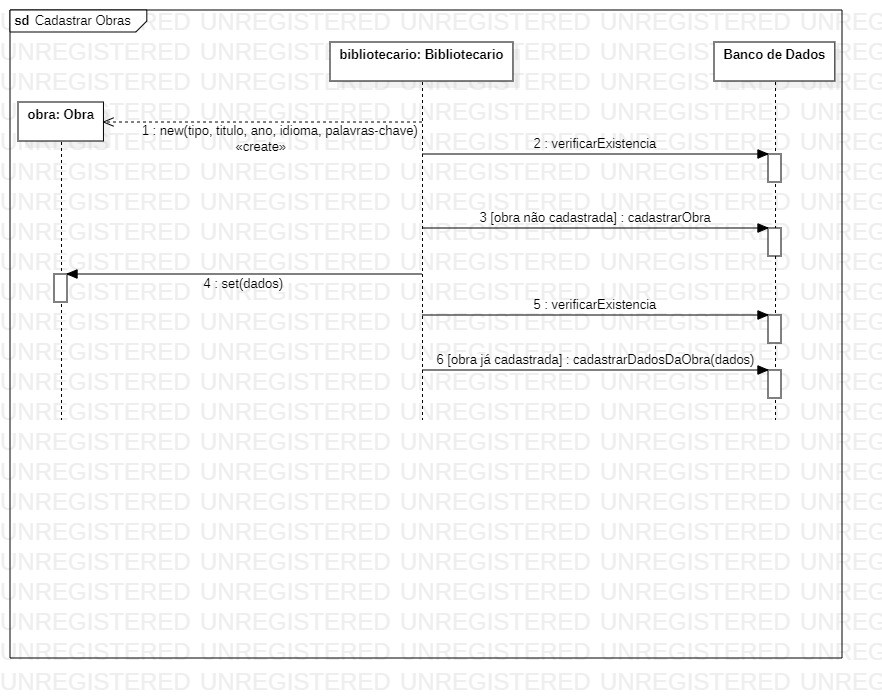 sd Cadastrar Obras
bibliotecario: Bibliotecario
Banco de Dados
obra: Obra
1 : new(tipo, titulo, ano, idioma, palavras-chave)
«create»
2 : verificarExistencia
3 [obra não cadastrada] : cadastrarObra
4 : set(dados)
5 : verificarExistencia
6 [obra já cadastrada] : cadastrarDadosDaObra(dados)
UNREGISTERED